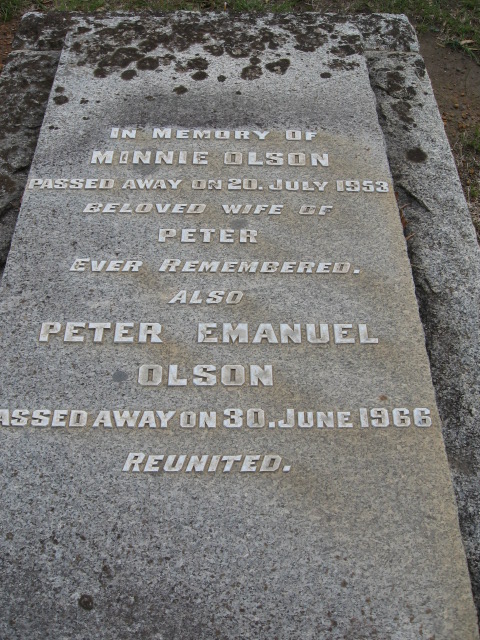 IN MEMORY OF
MINNIE OLSON
PASSED AWAY ON 20. JULY 1953
BELOVED WIFE OF
PETER
EVER REMEMBERED.
ALSO
PETER EMANUEL
OLSON
PASSED AWAY ON 30. JUNE 1966
REUNITED.